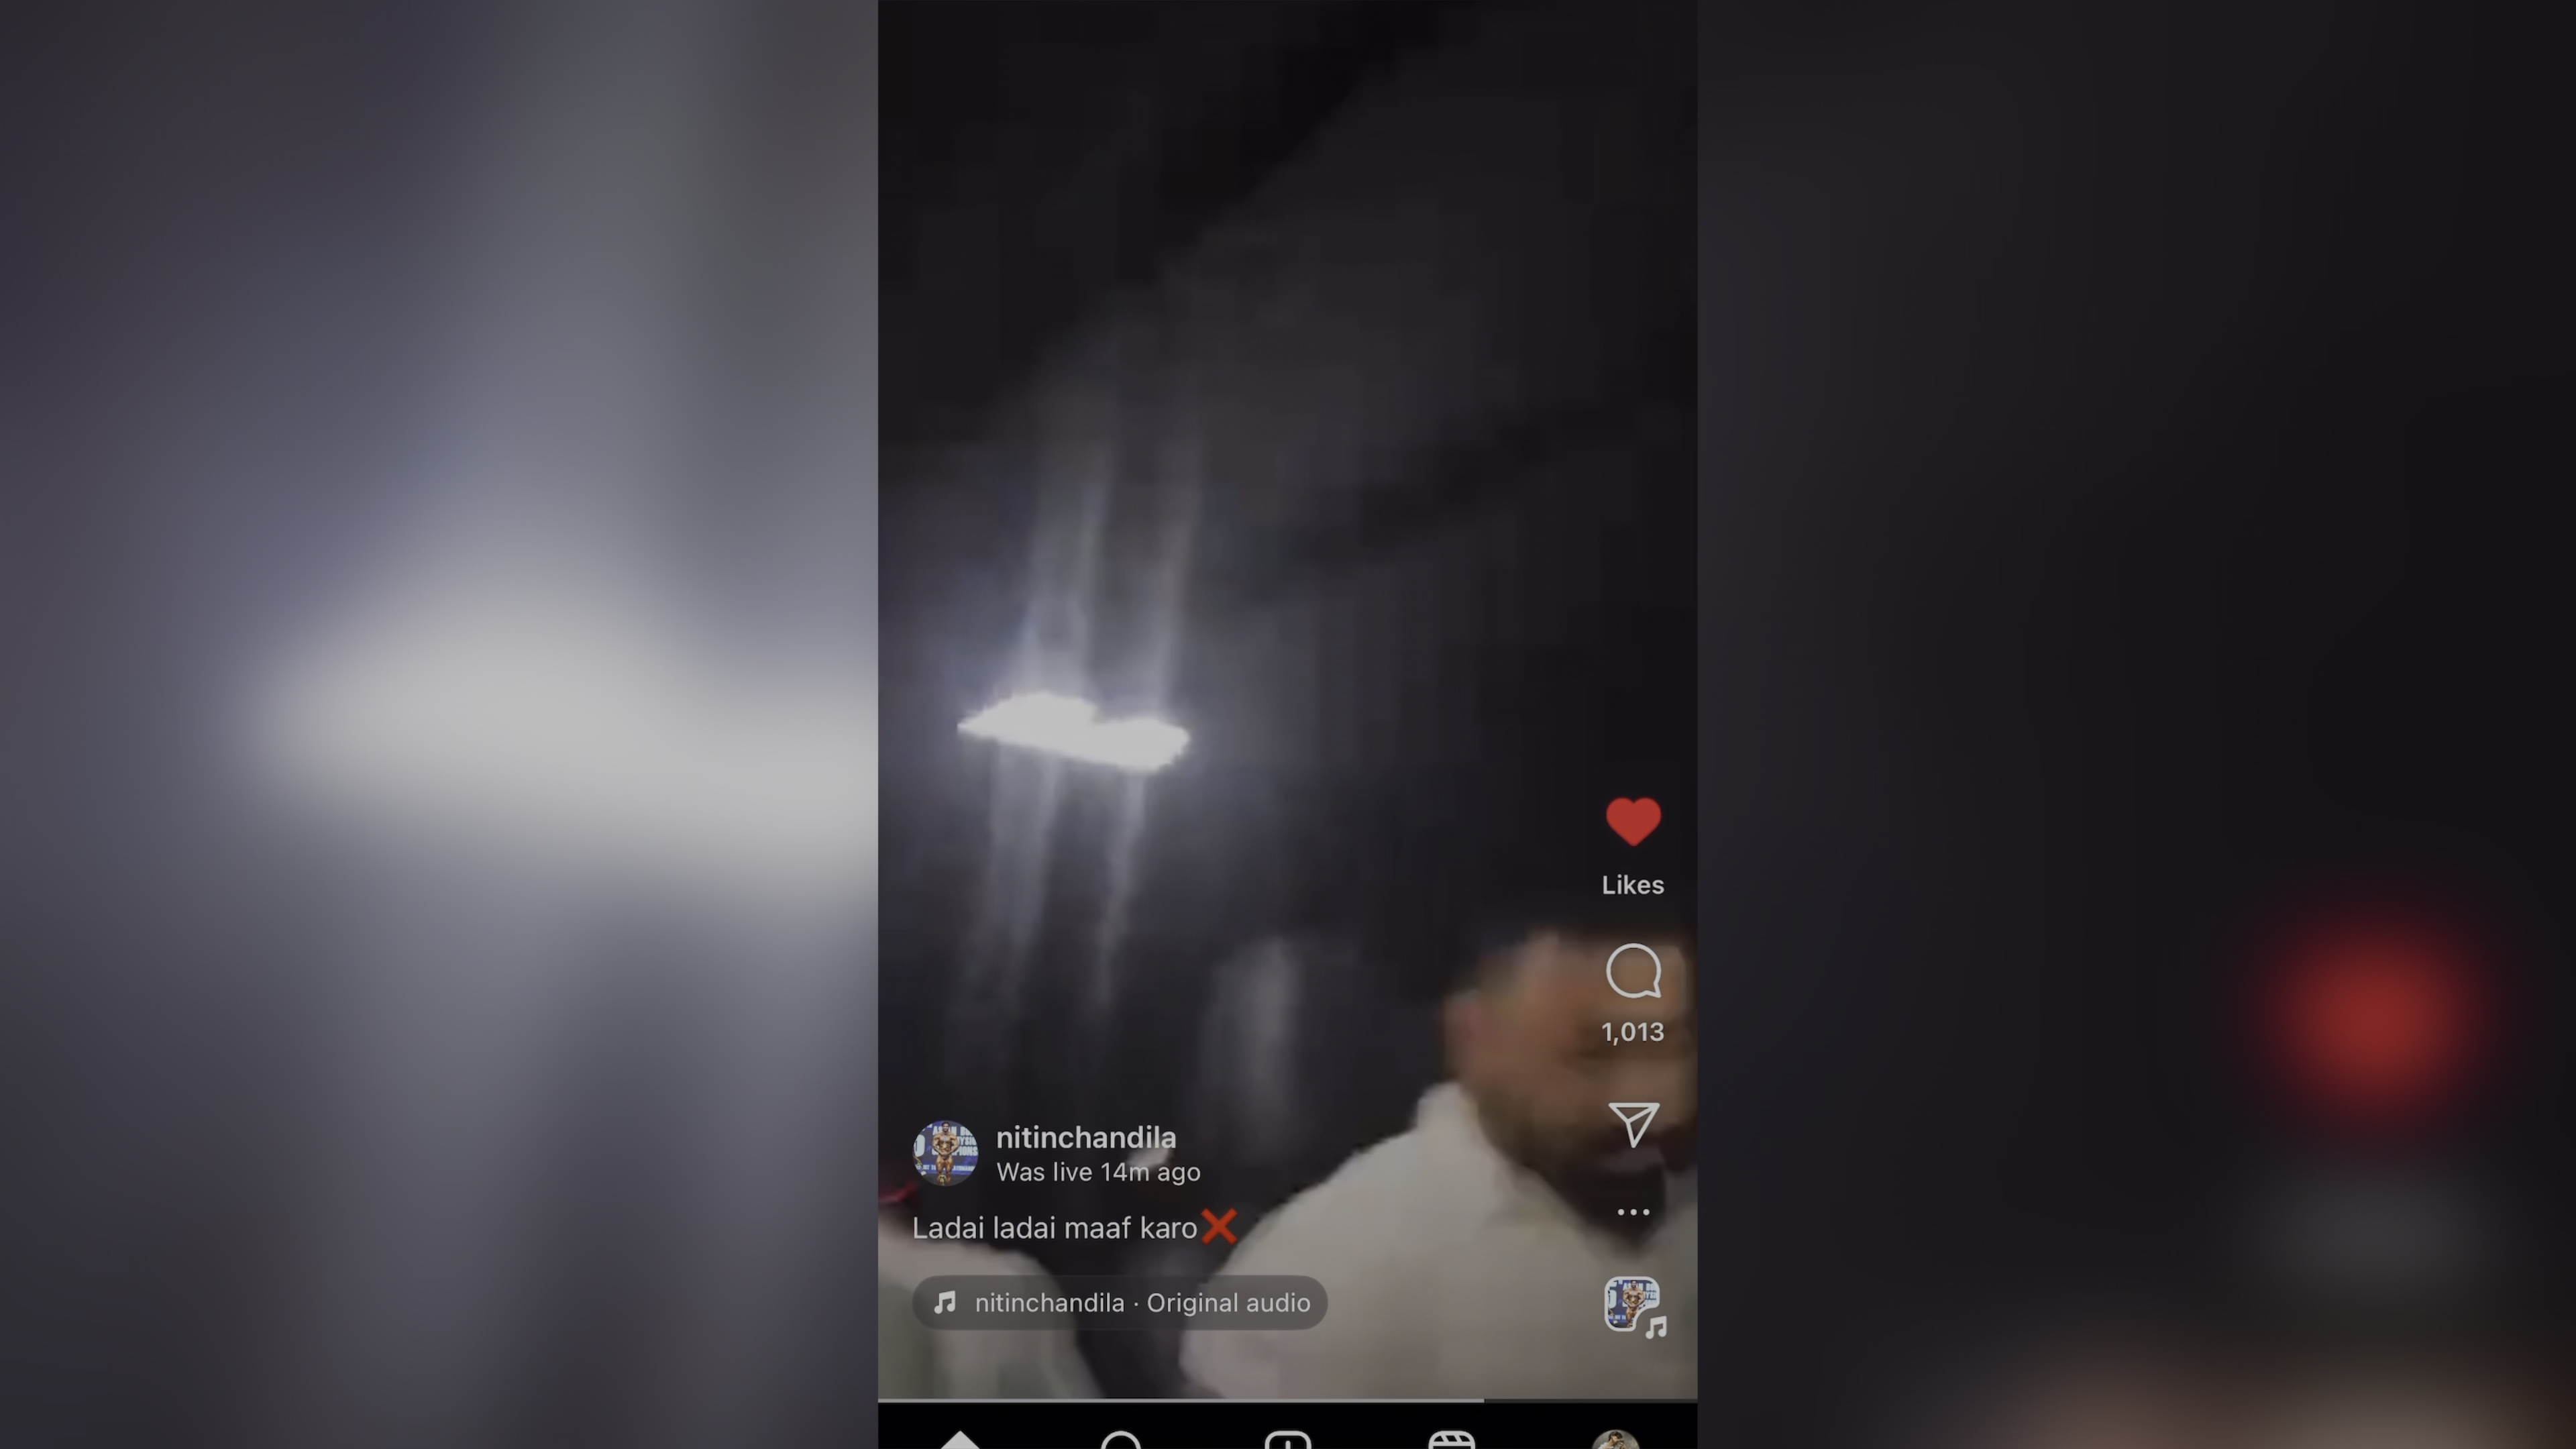 Likes
1,013
nitinchandila
Was live 14m ago
Ladai ladai maaf karo❌
nitinchandila · Original audio